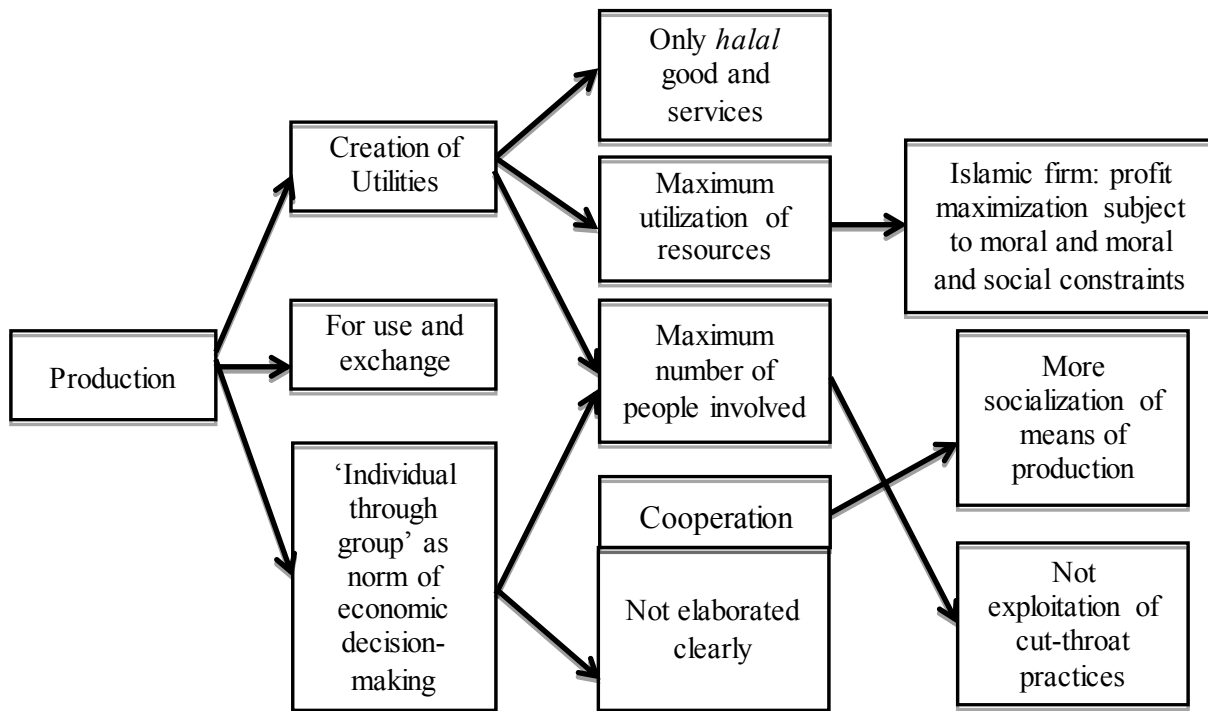 Production
Creation of
Utilities
For use and
exchange
‘Individual
through
group’ as
norm of
economic
decision-
making
Only halal
good and
services
Maximum
utilization of
resources
Maximum
number of
people involved
Cooperation
Not elaborated
clearly
Islamic firm: profit
maximization subject
to moral and moral
and social constraints
More
socialization of
means of
production
Not
exploitation of
cut-throat
practices